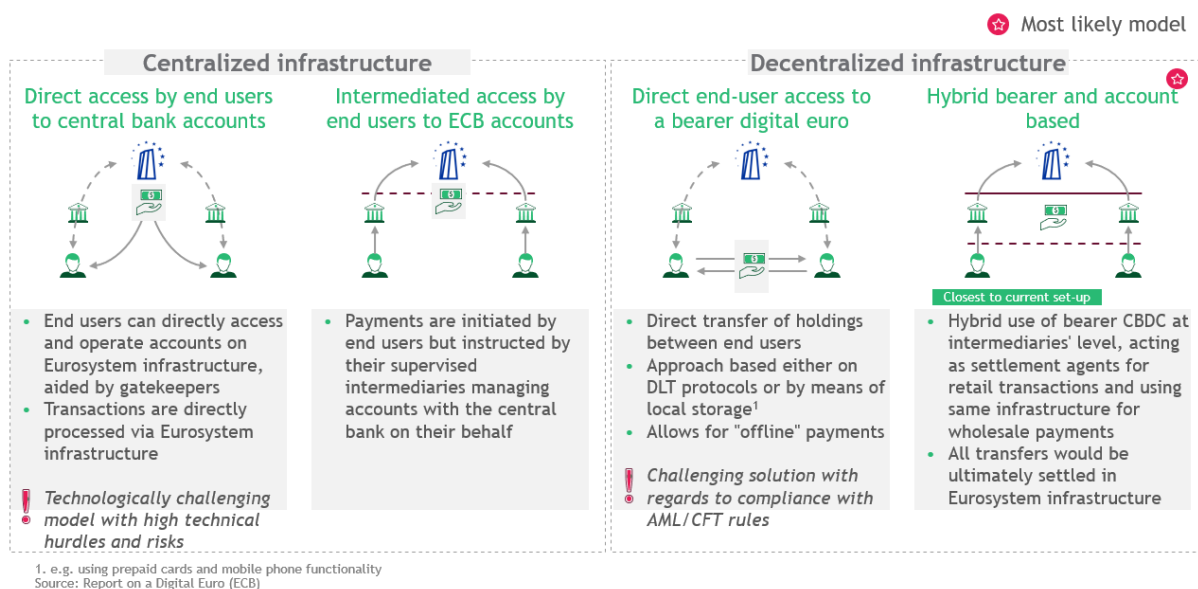 Most likely model
Centralized infrastructure
Direct access by end users
to central bank accounts
Intermediated access by
end users to ECB accounts
Decentralized infrastructure
Direct end-user access to
a bearer digital euro
Hybrid bearer and account
based
• End users can directly access
and operate accounts on
Eurosystem infrastructure,
aided by gatekeepers
• Transactions are directly
processed via Eurosystem
infrastructure
Technologically challenging
model with high technical
hurdles and risks
• Payments are initiated by
end users but instructed by
their supervised
intermediaries managing
accounts with the central
bank on their behalf
• Direct transfer of holdings
between end users
• Approach based either on
DLT protocols or by means of
local storage¹
• Allows for "offline" payments
Challenging solution with
regards to compliance with
AML/CFT rules
Closest to current set-up
• Hybrid use of bearer CBDC at
intermediaries' level, acting
as settlement agents for
retail transactions and using
same infrastructure for
wholesale payments
• All transfers would be
ultimately settled in
Eurosystem infrastructure
1. e.g. using prepaid cards and mobile phone functionality
Source: Report on a Digital Euro (ECB)